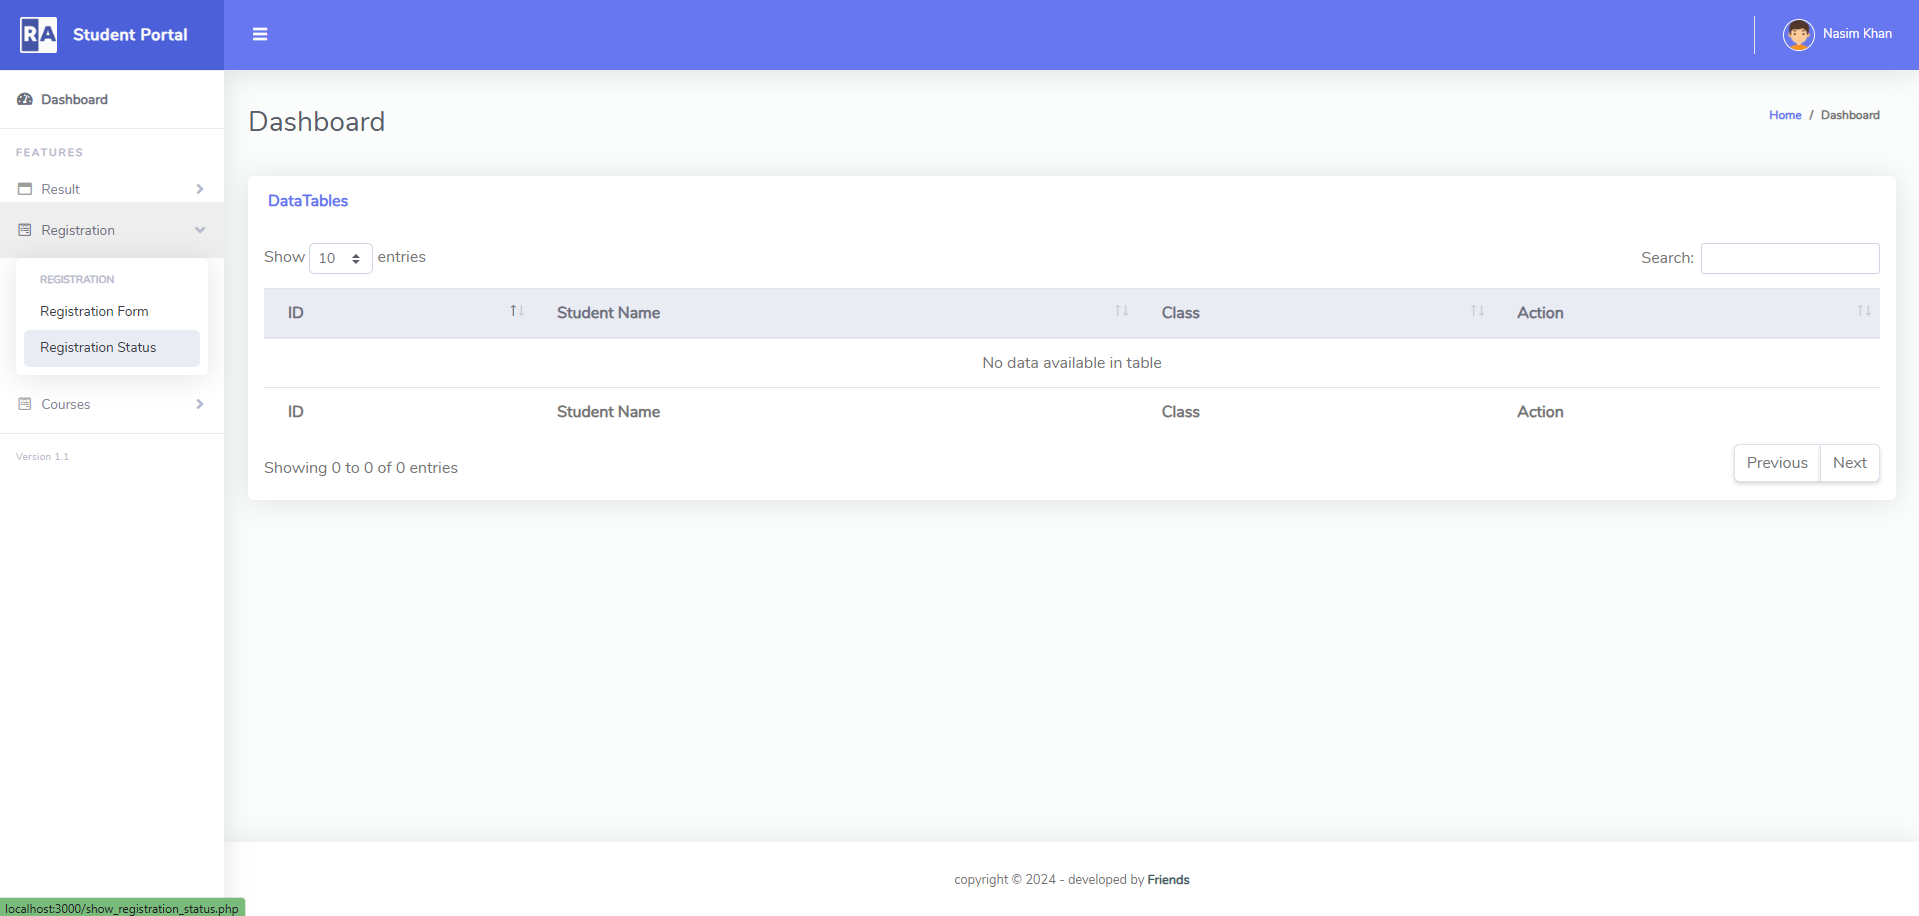 RA Student Portal
Nasim Khan
Dashboard
FEATURES
Result
Registration
REGISTRATION
Registration Form
Registration Status
Courses
Version 1.1
Dashboard
Home / Dashboard
DataTables
Show 10 entries
Search:
ID Student Name Class Action
No data available in table
ID Student Name Class Action
Showing 0 to 0 of 0 entries
Previous Next
copyright © 2024 - developed by Friends
localhost:3000/show_registration_status.php